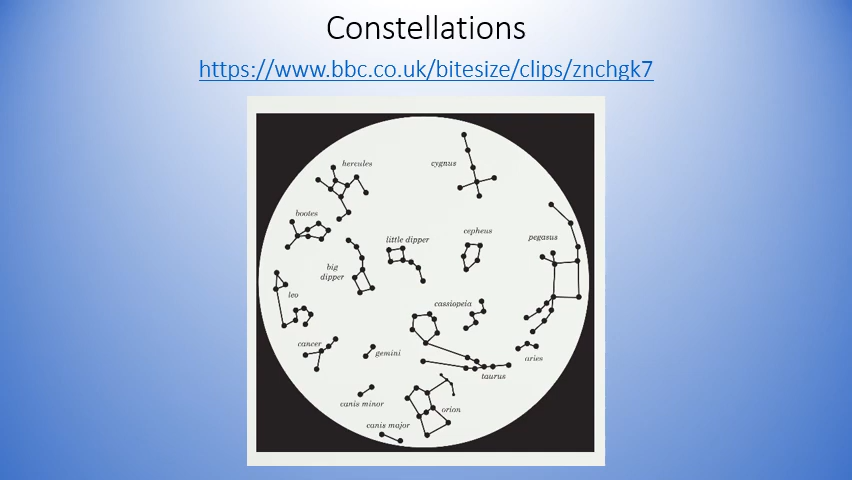 Constellations
https://www.bbc.co.uk/bitesize/clips/znchgk7
hercules
cygnus
bootes
little dipper
cepheus
pegasus
big
dipper
leo
cassiopeia
cancer
gemini
aries
taurus
canis minor
orion
canis major